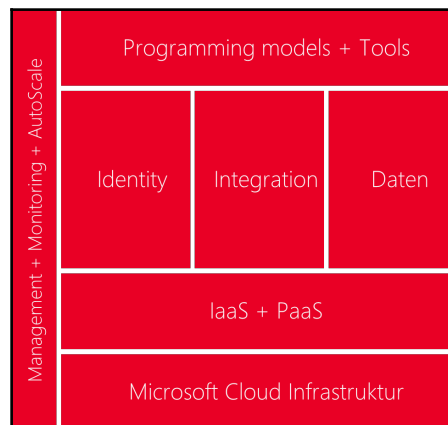 Management + Monitoring + AutoScale
Programming models + Tools
Identity
Integration
Daten
IaaS + PaaS
Microsoft Cloud Infrastruktur